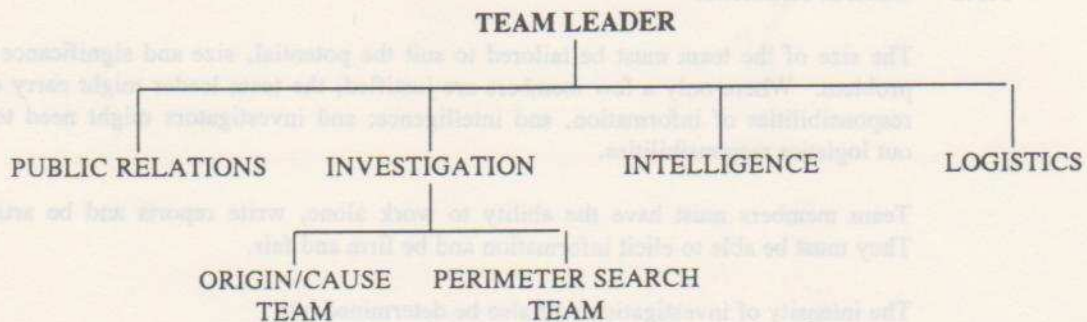 TEAM LEADER
PUBLIC RELATIONS INVESTIGATION INTELLIGENCE LOGISTICS
ORIGIN/CAUSE PERIMETER SEARCH
TEAM TEAM